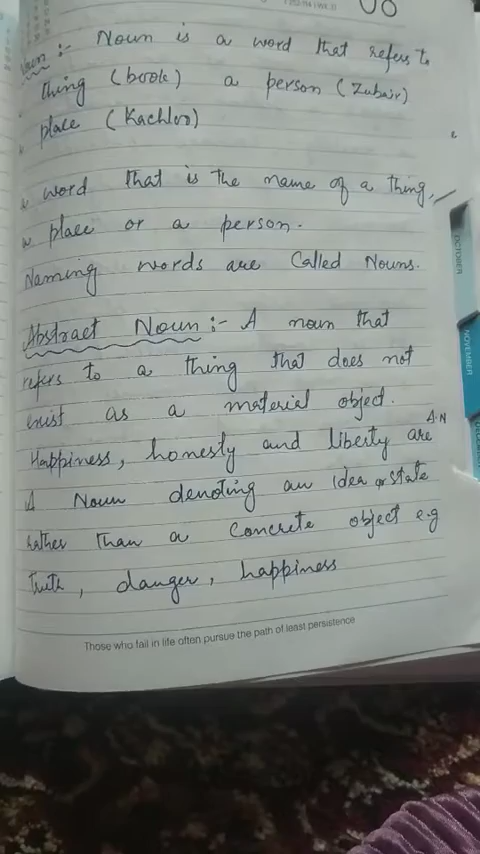 Noun :- Noun is a word that refers to
thing (book) a person (Zubair)
place (Kachloo)
a word that is the name of a thing,
a place or a person.
Naming words are Called Nouns.
Abstract Noun :- A noun that
refers to a thing that does not
exist as a material object.
Happiness, honesty and liberty are A.N
A Noun denoting an idea or state
rather than a concrete object e.g
truth, danger, happiness
Those who fail in life often pursue the path of least persistence
OCTOBER
NOVEMBER